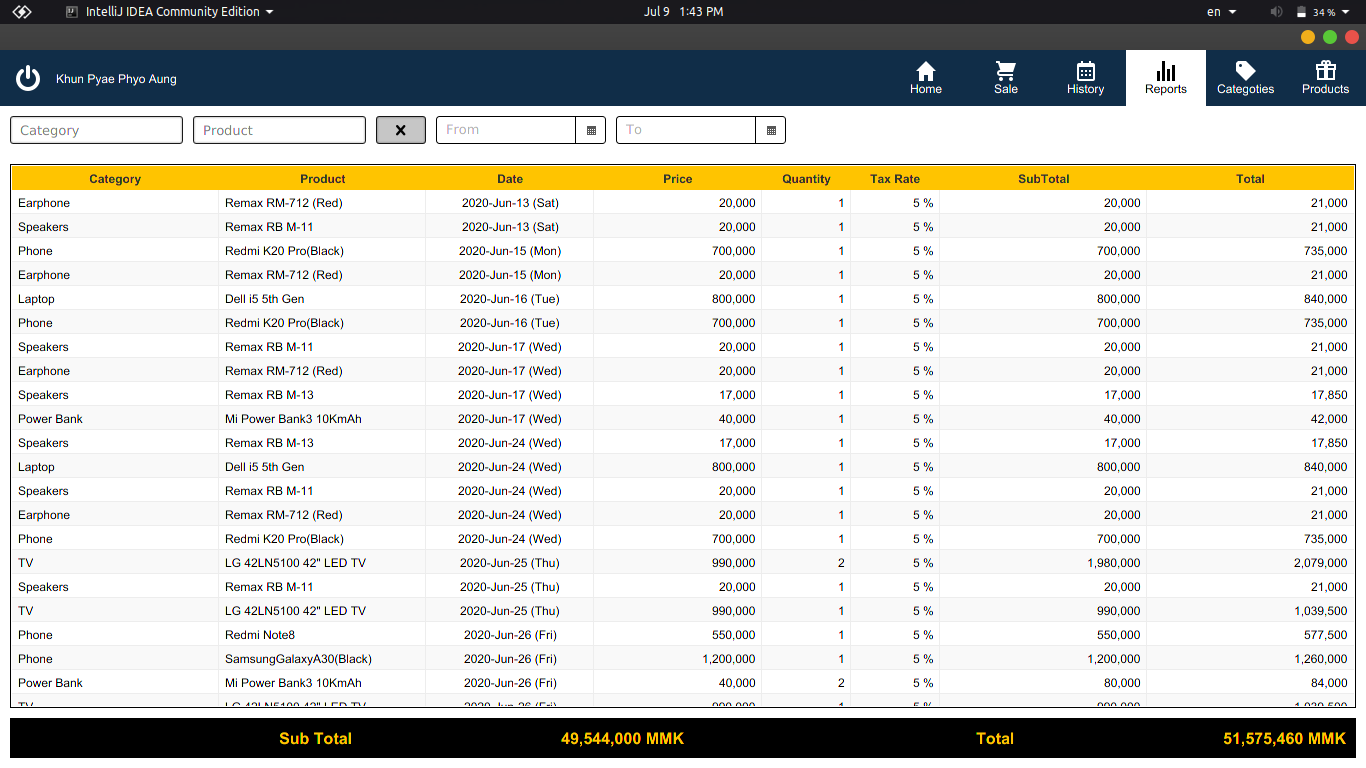 IntelliJ IDEA Community Edition Jul 9 1:43 PM en 34 %
Khun Pyae Phyo Aung Home Sale History Reports Categoties Products
Category Product From To
Category Product Date Price Quantity Tax Rate SubTotal Total
Earphone Remax RM-712 (Red) 2020-Jun-13 (Sat) 20,000 1 5 % 20,000 21,000
Speakers Remax RB M-11 2020-Jun-13 (Sat) 20,000 1 5 % 20,000 21,000
Phone Redmi K20 Pro(Black) 2020-Jun-15 (Mon) 700,000 1 5 % 700,000 735,000
Earphone Remax RM-712 (Red) 2020-Jun-15 (Mon) 20,000 1 5 % 20,000 21,000
Laptop Dell i5 5th Gen 2020-Jun-16 (Tue) 800,000 1 5 % 800,000 840,000
Phone Redmi K20 Pro(Black) 2020-Jun-16 (Tue) 700,000 1 5 % 700,000 735,000
Speakers Remax RB M-11 2020-Jun-17 (Wed) 20,000 1 5 % 20,000 21,000
Earphone Remax RM-712 (Red) 2020-Jun-17 (Wed) 20,000 1 5 % 20,000 21,000
Speakers Remax RB M-13 2020-Jun-17 (Wed) 17,000 1 5 % 17,000 17,850
Power Bank Mi Power Bank3 10KmAh 2020-Jun-17 (Wed) 40,000 1 5 % 40,000 42,000
Speakers Remax RB M-13 2020-Jun-24 (Wed) 17,000 1 5 % 17,000 17,850
Laptop Dell i5 5th Gen 2020-Jun-24 (Wed) 800,000 1 5 % 800,000 840,000
Speakers Remax RB M-11 2020-Jun-24 (Wed) 20,000 1 5 % 20,000 21,000
Earphone Remax RM-712 (Red) 2020-Jun-24 (Wed) 20,000 1 5 % 20,000 21,000
Phone Redmi K20 Pro(Black) 2020-Jun-24 (Wed) 700,000 1 5 % 700,000 735,000
TV LG 42LN5100 42" LED TV 2020-Jun-25 (Thu) 990,000 2 5 % 1,980,000 2,079,000
Speakers Remax RB M-11 2020-Jun-25 (Thu) 20,000 1 5 % 20,000 21,000
TV LG 42LN5100 42" LED TV 2020-Jun-25 (Thu) 990,000 1 5 % 990,000 1,039,500
Phone Redmi Note8 2020-Jun-26 (Fri) 550,000 1 5 % 550,000 577,500
Phone SamsungGalaxyA30(Black) 2020-Jun-26 (Fri) 1,200,000 1 5 % 1,200,000 1,260,000
Power Bank Mi Power Bank3 10KmAh 2020-Jun-26 (Fri) 40,000 2 5 % 80,000 84,000
Sub Total 49,544,000 MMK Total 51,575,460 MMK